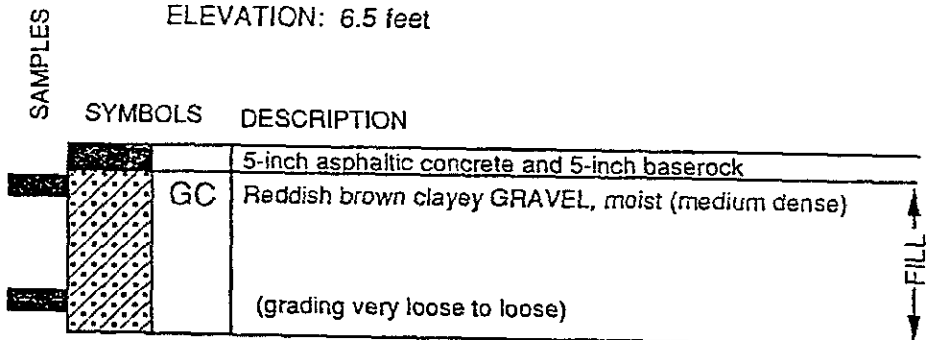 ELEVATION: 6.5 feet
SAMPLES
SYMBOLS DESCRIPTION
5-inch asphaltic concrete and 5-inch baserock
GC Reddish brown clayey GRAVEL, moist (medium dense)
FILL
(grading very loose to loose)